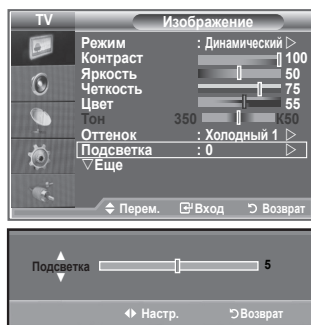 TV Изображение
Режим : Динамический
Контраст 100
Яркость 50
Четкость 75
Цвет 55
Тон 350 К50
Оттенок : Холодный 1
Подсветка : 0
Еще
Перем. Вход Возврат
Подсветка 5
Настр. Возврат